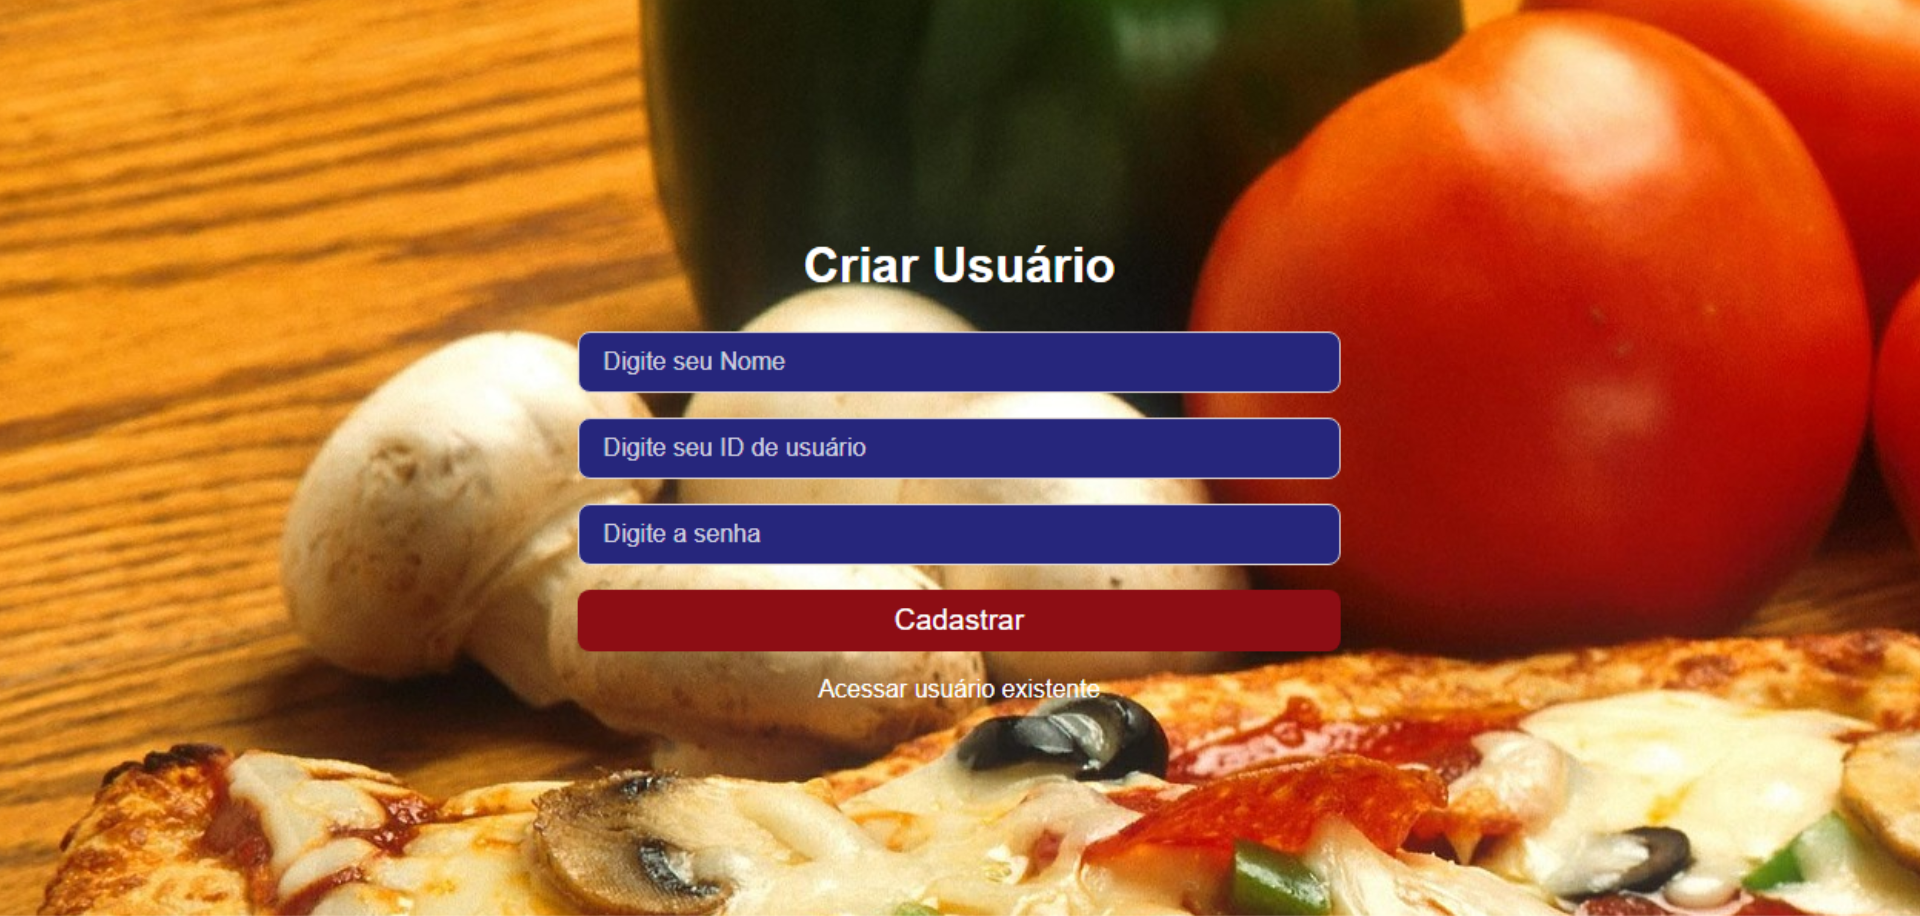 Criar Usuário
Digite seu Nome
Digite seu ID de usuário
Digite a senha
Cadastrar
Acessar usuário existente